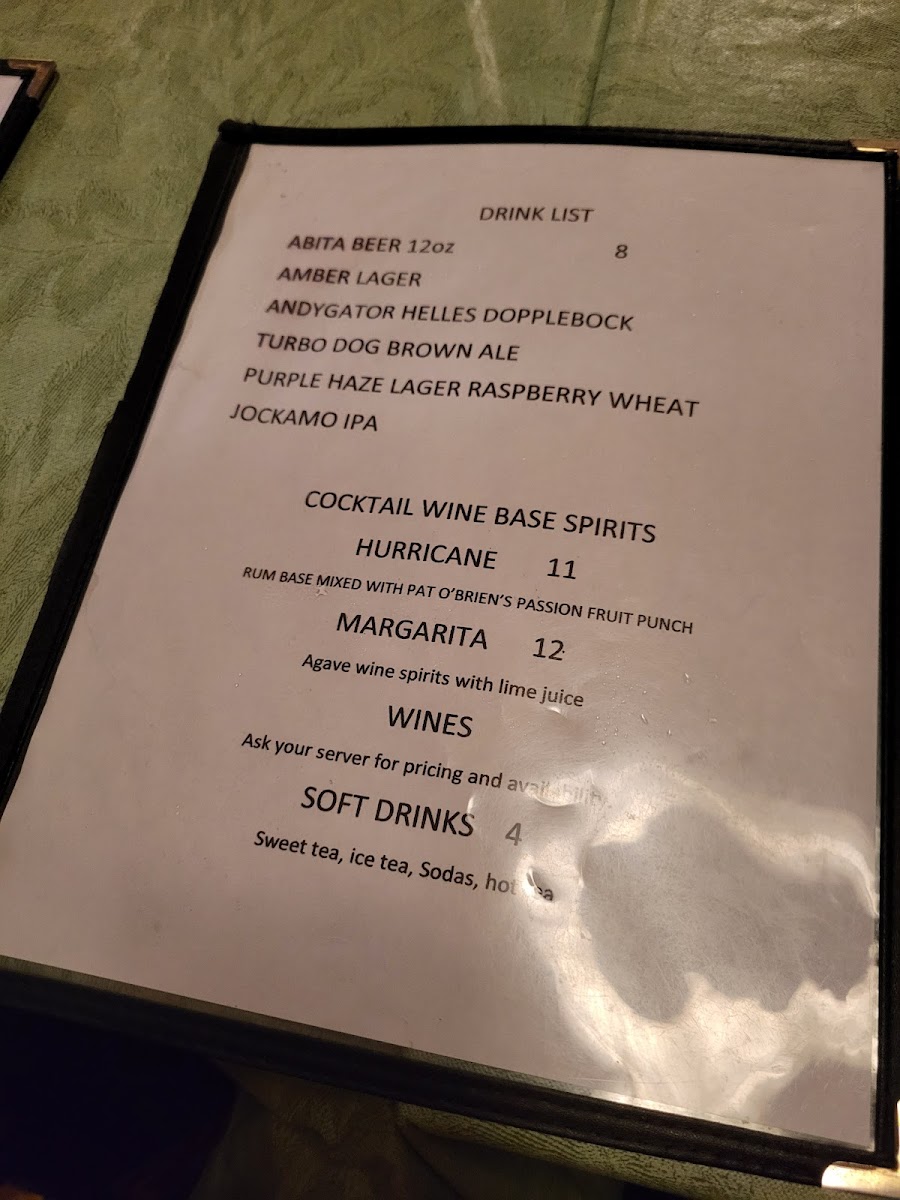 DRINK LIST
ABITA BEER 12oz 8
AMBER LAGER
ANDYGATOR HELLES DOPPLEBOCK
TURBO DOG BROWN ALE
PURPLE HAZE LAGER RASPBERRY WHEAT
JOCKAMO IPA
COCKTAIL WINE BASE SPIRITS
HURRICANE 11
RUM BASE MIXED WITH PAT O'BRIEN'S PASSION FRUIT PUNCH
MARGARITA 12
Agave wine spirits with lime juice
WINES
Ask your server for pricing and availability.
SOFT DRINKS 4
Sweet tea, ice tea, Sodas, hot tea